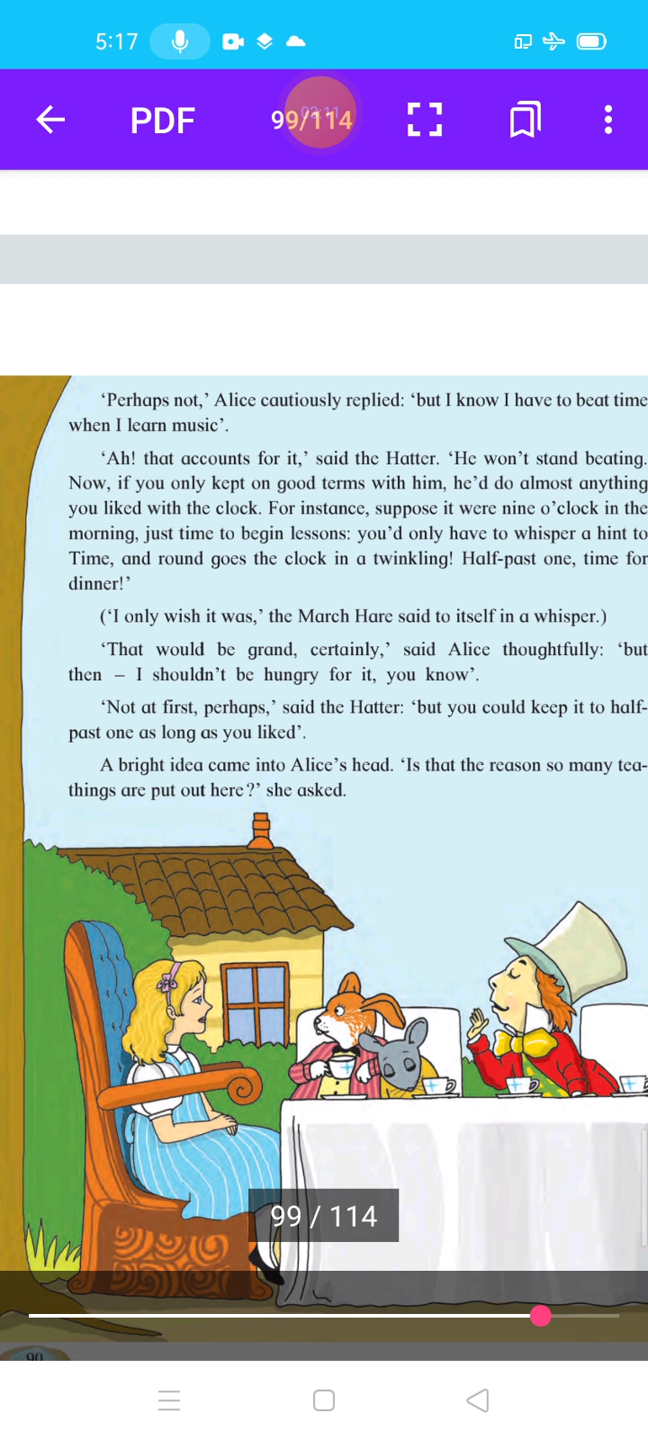 5:17
PDF 99/114
02:11
‘Perhaps not,’ Alice cautiously replied: ‘but I know I have to beat time
when I learn music’.
‘Ah! that accounts for it,’ said the Hatter. ‘He won’t stand beating.
Now, if you only kept on good terms with him, he’d do almost anything
you liked with the clock. For instance, suppose it were nine o’clock in the
morning, just time to begin lessons: you’d only have to whisper a hint to
Time, and round goes the clock in a twinkling! Half-past one, time for
dinner!’
(‘I only wish it was,’ the March Hare said to itself in a whisper.)
‘That would be grand, certainly,’ said Alice thoughtfully: ‘but
then – I shouldn’t be hungry for it, you know’.
‘Not at first, perhaps,’ said the Hatter: ‘but you could keep it to half-
past one as long as you liked’.
A bright idea came into Alice’s head. ‘Is that the reason so many tea-
things are put out here?’ she asked.
99 / 114
90